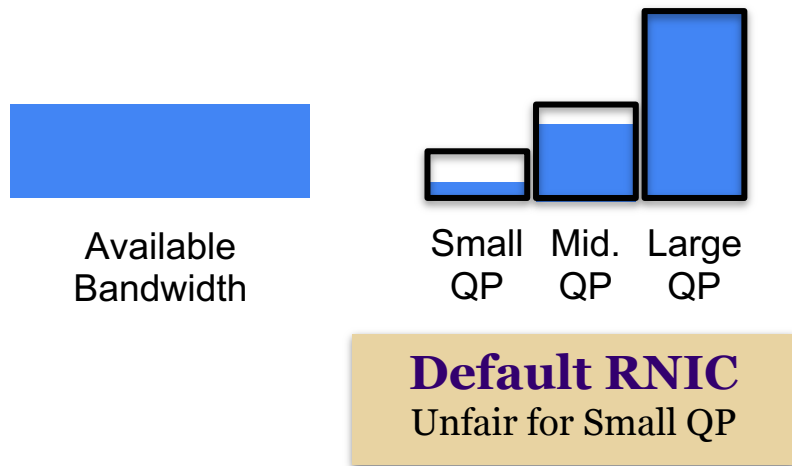 Available
Bandwidth
Small Mid. Large
QP QP QP
Default RNIC
Unfair for Small QP